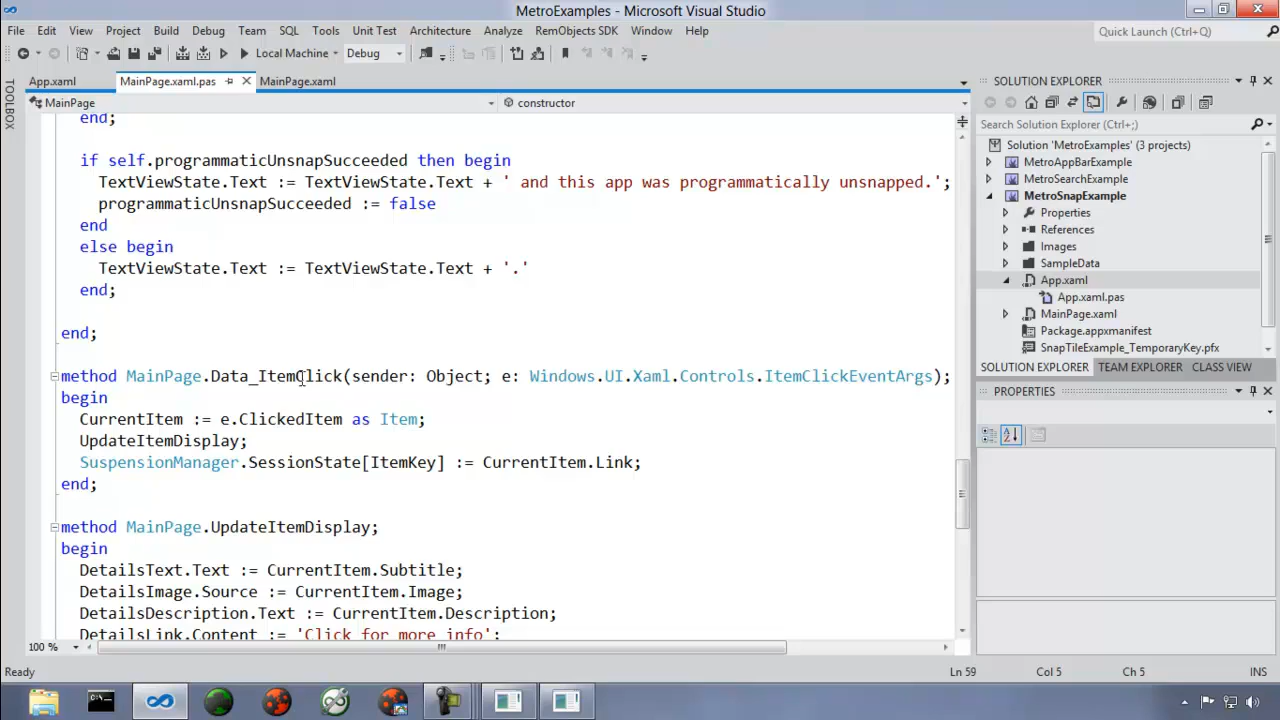 MetroExamples - Microsoft Visual Studio
File Edit View Project Build Debug Team SQL Tools Unit Test Architecture Analyze RemObjects SDK Window Help
Quick Launch (Ctrl+Q)
Local Machine Debug
App.xaml MainPage.xaml.pas MainPage.xaml
MainPage constructor
TOOLBOX
end;
if self.programmaticUnsnapSucceeded then begin
TextViewState.Text := TextViewState.Text + ' and this app was programmatically unsnapped.';
programmaticUnsnapSucceeded := false
end
else begin
TextViewState.Text := TextViewState.Text + '.'
end;
end;
method MainPage.Data_ItemClick(sender: Object; e: Windows.UI.Xaml.Controls.ItemClickEventArgs);
begin
CurrentItem := e.ClickedItem as Item;
UpdateItemDisplay;
SuspensionManager.SessionState[ItemKey] := CurrentItem.Link;
end;
method MainPage.UpdateItemDisplay;
begin
DetailsText.Text := CurrentItem.Subtitle;
DetailsImage.Source := CurrentItem.Image;
DetailsDescription.Text := CurrentItem.Description;
DetailsLink.Content := 'Click for more info';
100 %
SOLUTION EXPLORER
Search Solution Explorer (Ctrl+;)
Solution 'MetroExamples' (3 projects)
MetroAppBarExample
MetroSearchExample
MetroSnapExample
Properties
References
Images
SampleData
App.xaml
App.xaml.pas
MainPage.xaml
Package.appxmanifest
SnapTileExample_TemporaryKey.pfx
SOLUTION EXPLORER TEAM EXPLORER CLASS VIEW
PROPERTIES
Ready Ln 59 Col 5 Ch 5 INS